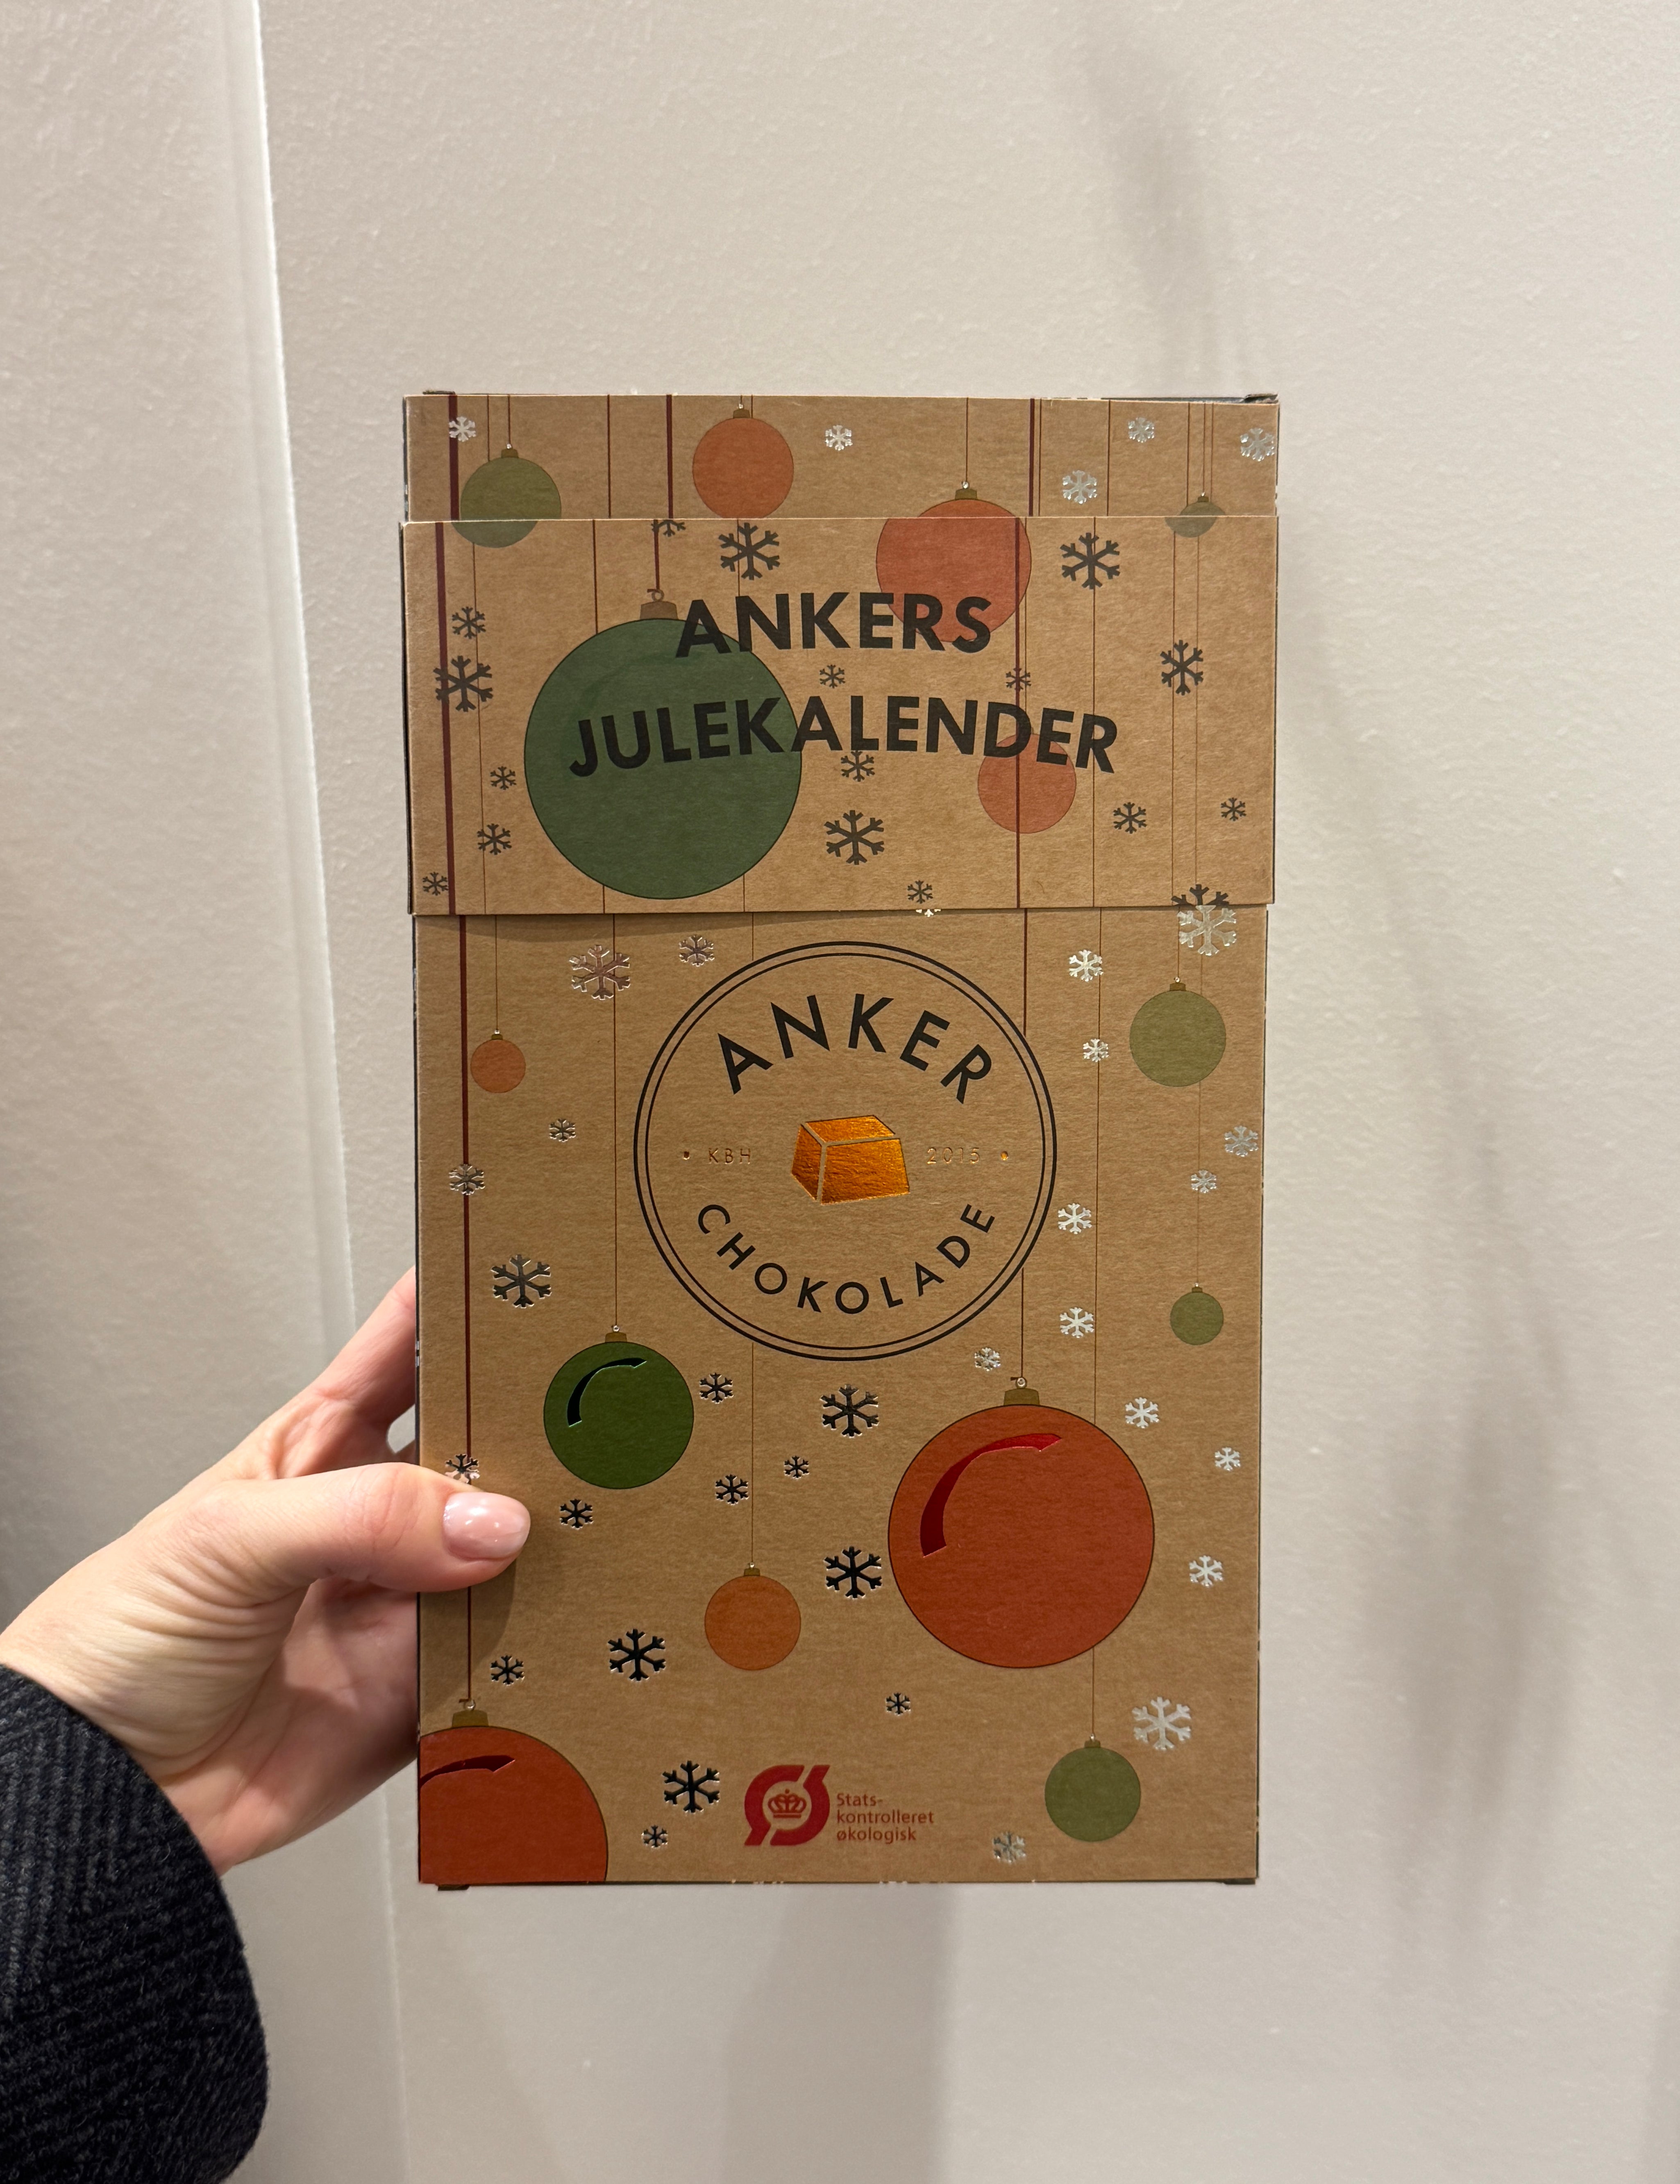 ANKERS
JULEKALENDER
ANKER
KBH 2015
CHOKOLADE
Stats-
kontrolleret
økologisk